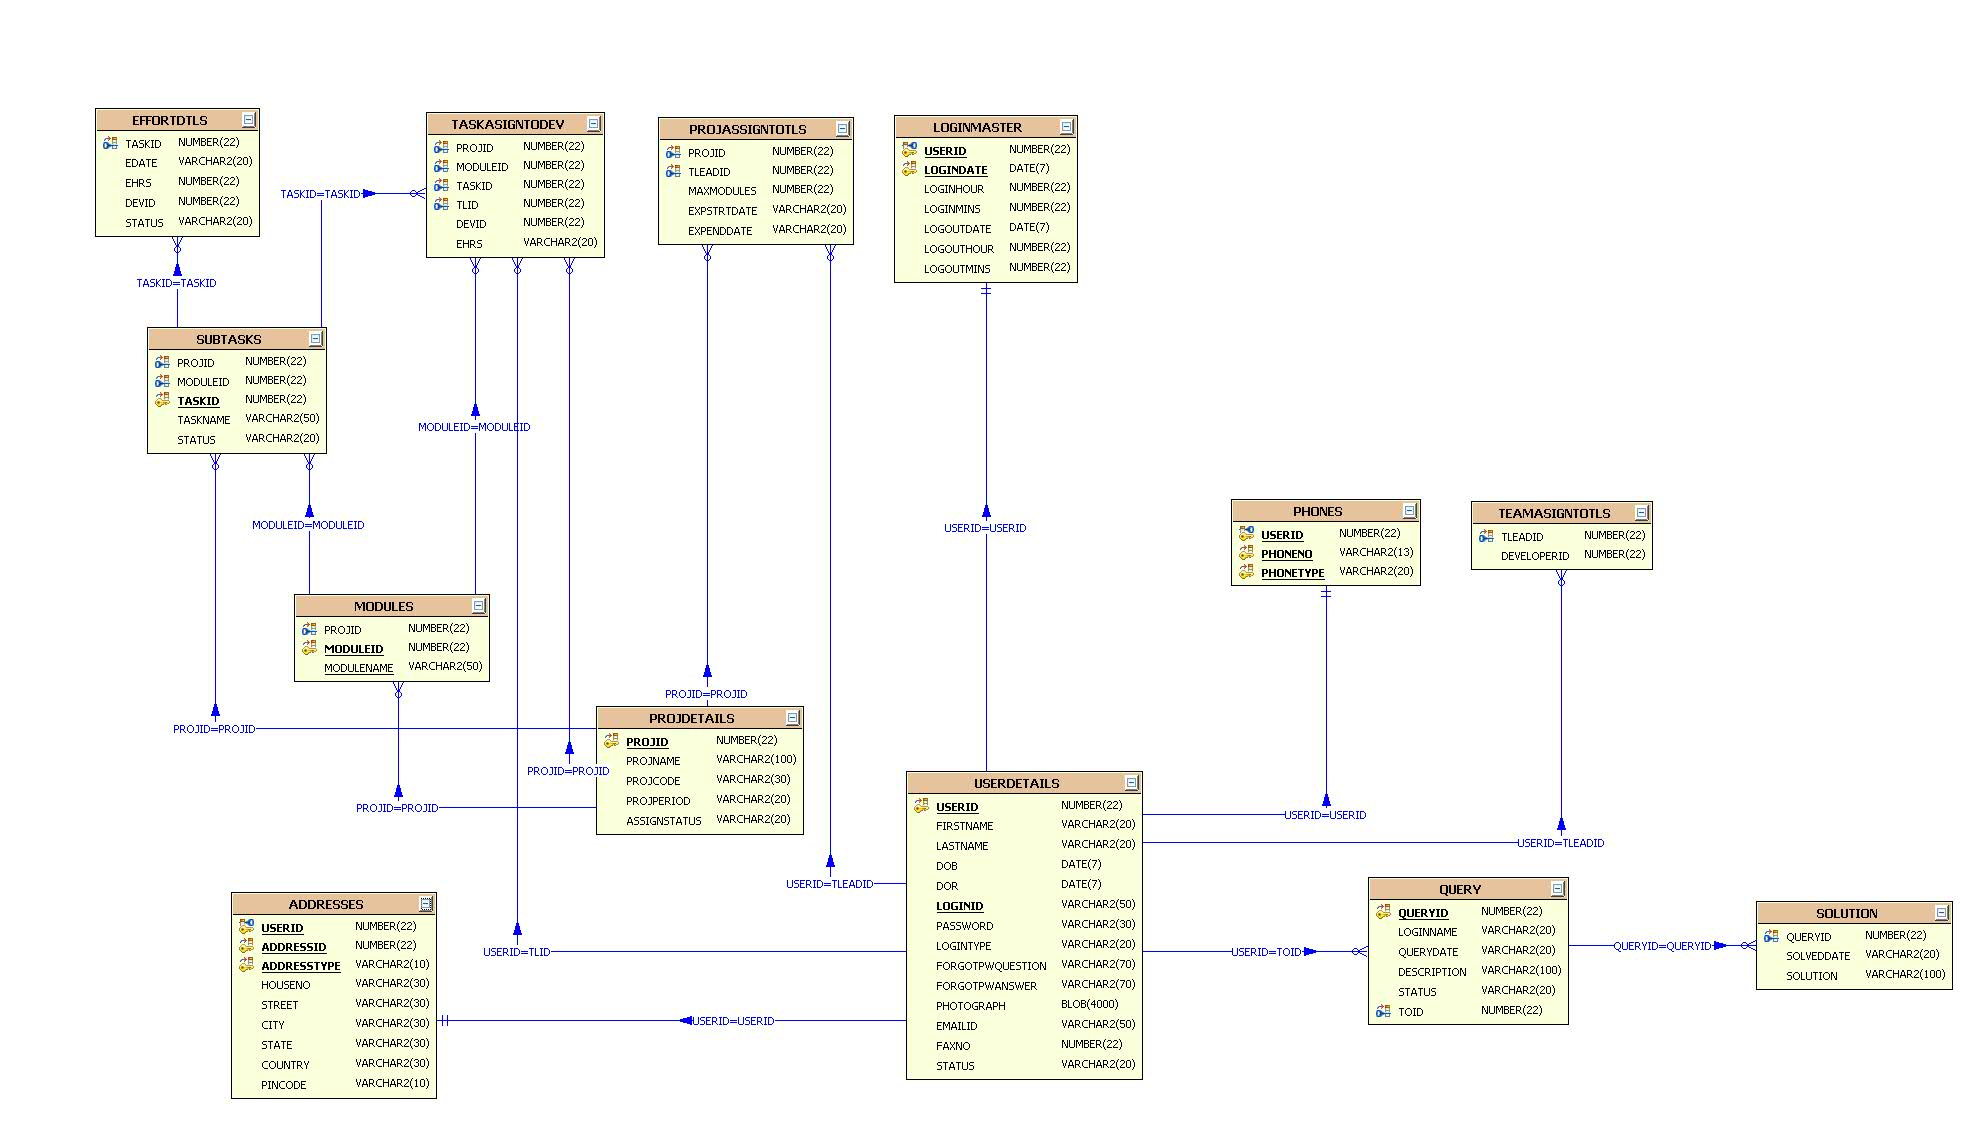 EFFORTDTLS
TASKID NUMBER(22)
EDATE VARCHAR2(20)
EHRS NUMBER(22)
DEVID NUMBER(22)
STATUS VARCHAR2(20)
TASKID=TASKID
TASKASIGNTODEV
PROJID NUMBER(22)
MODULEID NUMBER(22)
TASKID NUMBER(22)
TLID NUMBER(22)
DEVID NUMBER(22)
EHRS VARCHAR2(20)
PROJASSIGNTOTLS
PROJID NUMBER(22)
TLEADID NUMBER(22)
MAXMODULES NUMBER(22)
EXPSTRTDATE VARCHAR2(20)
EXPENDDATE VARCHAR2(20)
LOGINMASTER
USERID NUMBER(22)
LOGINDATE DATE(7)
LOGINHOUR NUMBER(22)
LOGINMINS NUMBER(22)
LOGOUTDATE DATE(7)
LOGOUTHOUR NUMBER(22)
LOGOUTMINS NUMBER(22)
TASKID=TASKID
SUBTASKS
PROJID NUMBER(22)
MODULEID NUMBER(22)
TASKID NUMBER(22)
TASKNAME VARCHAR2(50)
STATUS VARCHAR2(20)
MODULEID=MODULEID
MODULEID=MODULEID
USERID=USERID
PHONES
USERID NUMBER(22)
PHONENO VARCHAR2(13)
PHONETYPE VARCHAR2(20)
TEAMASIGNTOTLS
TLEADID NUMBER(22)
DEVELOPERID NUMBER(22)
MODULES
PROJID NUMBER(22)
MODULEID NUMBER(22)
MODULENAME VARCHAR2(50)
PROJID=PROJID
PROJID=PROJID
PROJDETAILS
PROJID NUMBER(22)
PROJNAME VARCHAR2(100)
PROJCODE VARCHAR2(30)
PROJPERIOD VARCHAR2(20)
ASSIGNSTATUS VARCHAR2(20)
PROJID=PROJID
PROJID=PROJID
USERDETAILS
USERID NUMBER(22)
FIRSTNAME VARCHAR2(20)
LASTNAME VARCHAR2(20)
DOB DATE(7)
DOR DATE(7)
LOGINID VARCHAR2(50)
PASSWORD VARCHAR2(30)
LOGINTYPE VARCHAR2(20)
FORGOTPWQUESTION VARCHAR2(70)
FORGOTPWANSWER VARCHAR2(70)
PHOTOGRAPH BLOB(4000)
EMAILID VARCHAR2(50)
FAXNO NUMBER(22)
STATUS VARCHAR2(20)
USERID=USERID
USERID=TLEADID
USERID=TLEADID
ADDRESSES
USERID NUMBER(22)
ADDRESSID NUMBER(22)
ADDRESSTYPE VARCHAR2(10)
HOUSENO VARCHAR2(30)
STREET VARCHAR2(30)
CITY VARCHAR2(30)
STATE VARCHAR2(30)
COUNTRY VARCHAR2(30)
PINCODE VARCHAR2(10)
USERID=TLID
USERID=USERID
USERID=TOID
QUERY
QUERYID NUMBER(22)
LOGINNAME VARCHAR2(20)
QUERYDATE VARCHAR2(20)
DESCRIPTION VARCHAR2(100)
STATUS VARCHAR2(20)
TOID NUMBER(22)
QUERYID=QUERYID
SOLUTION
QUERYID NUMBER(22)
SOLVEDDATE VARCHAR2(20)
SOLUTION VARCHAR2(100)